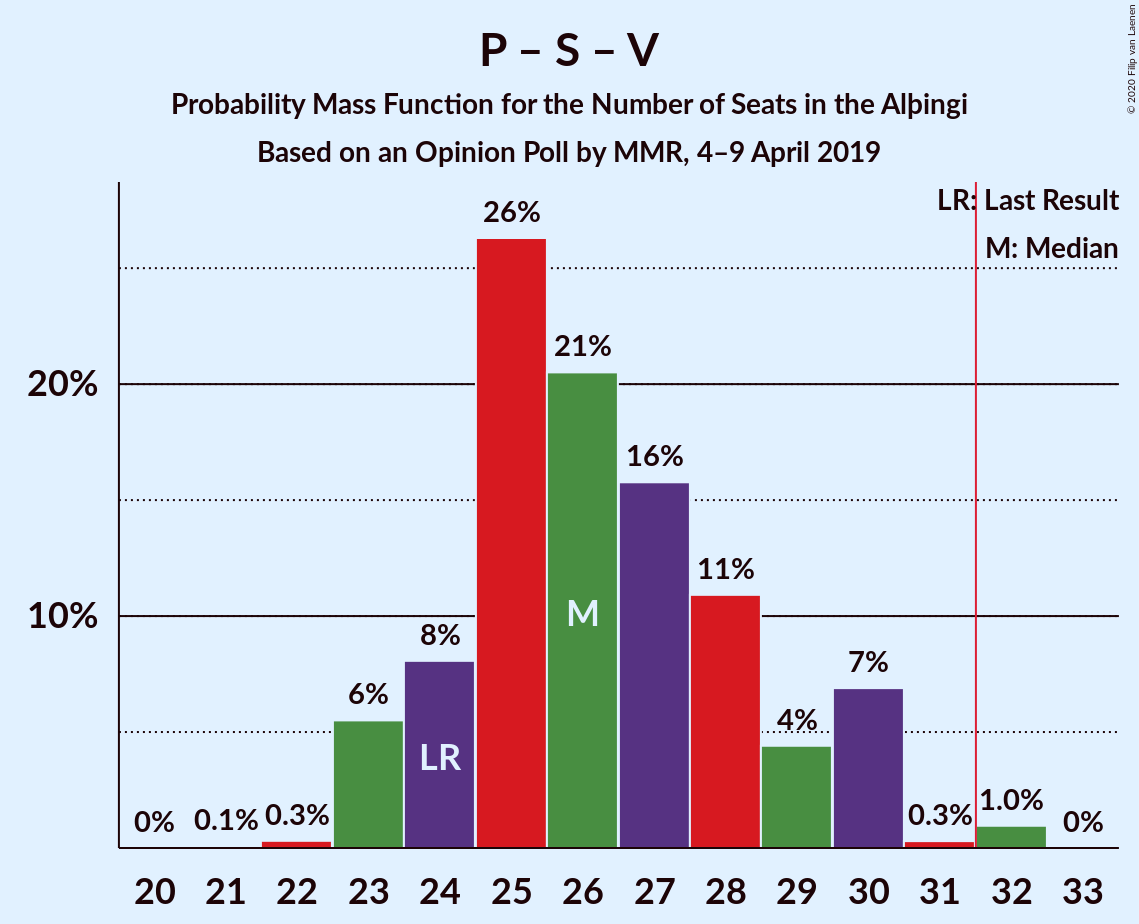 P – S – V
Probability Mass Function for the Number of Seats in the Alþingi
Based on an Opinion Poll by MMR, 4–9 April 2019
© 2020 Filip van Laenen
LR: Last Result
M: Median
26%
21%
20%
16%
11%
10%
8%
7%
6%
4%
M
LR
0%
0.1%
0.3%
0.3%
1.0%
0%
20 21 22 23 24 25 26 27 28 29 30 31 32 33